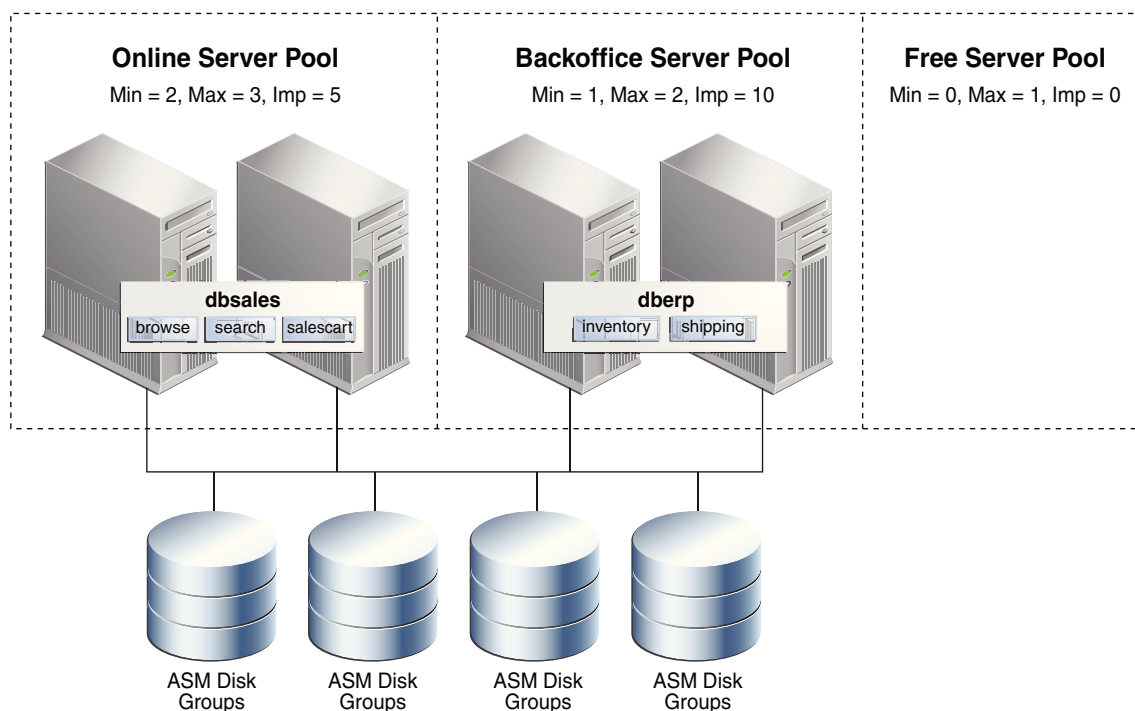 Online Server Pool
Min = 2, Max = 3, Imp = 5
Backoffice Server Pool
Min = 1, Max = 2, Imp = 10
Free Server Pool
Min = 0, Max = 1, Imp = 0
dbsales
browse
search
salescart
dberp
inventory
shipping
ASM Disk
Groups
ASM Disk
Groups
ASM Disk
Groups
ASM Disk
Groups